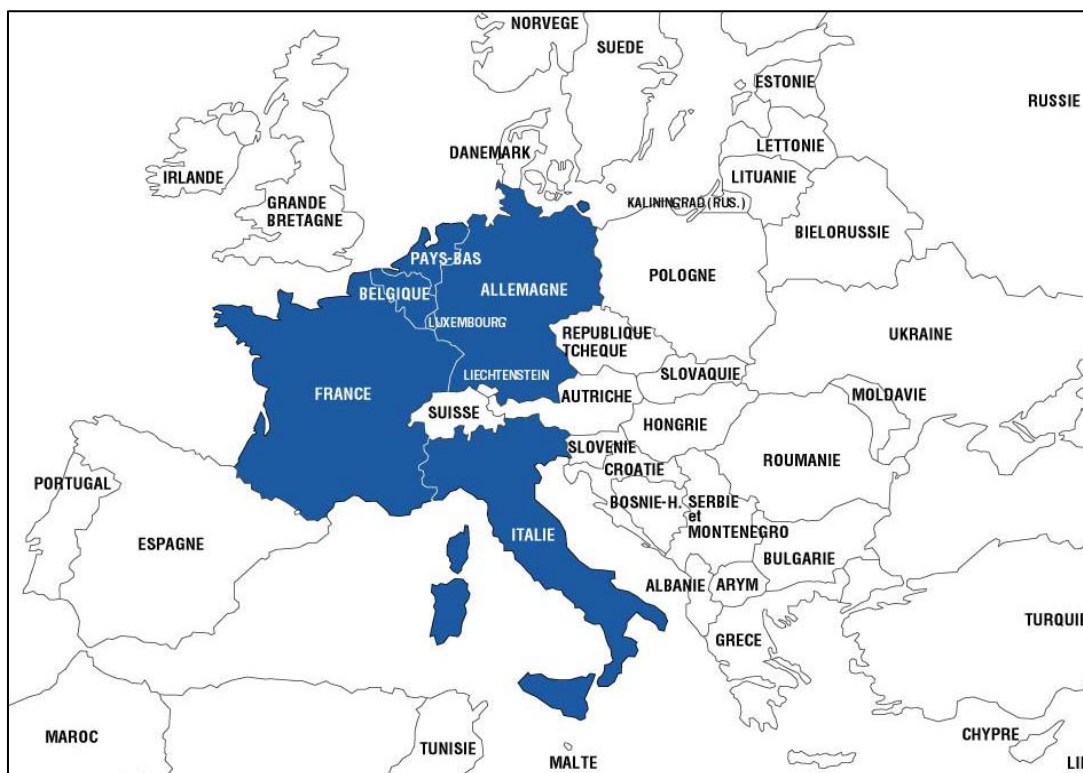 NORVEGE
SUEDE
ESTONIE
RUSSIE
LETTONIE
DANEMARK
LITUANIE
IRLANDE
KALININGRAD (RUS.)
GRANDE
BRETAGNE
BIELORUSSIE
PAYS-BAS
POLOGNE
BELGIQUE
ALLEMAGNE
LUXEMBOURG
REPUBLIQUE
TCHEQUE
UKRAINE
LIECHTENSTEIN
SLOVAQUIE
FRANCE
AUTRICHE
MOLDAVIE
SUISSE
HONGRIE
SLOVENIE
ROUMANIE
CROATIE
PORTUGAL
BOSNIE-H.
SERBIE
et
MONTENEGRO
ITALIE
ESPAGNE
BULGARIE
ALBANIE
ARYM
TURQUIE
GRECE
MAROC
TUNISIE
MALTE
CHYPRE
LI